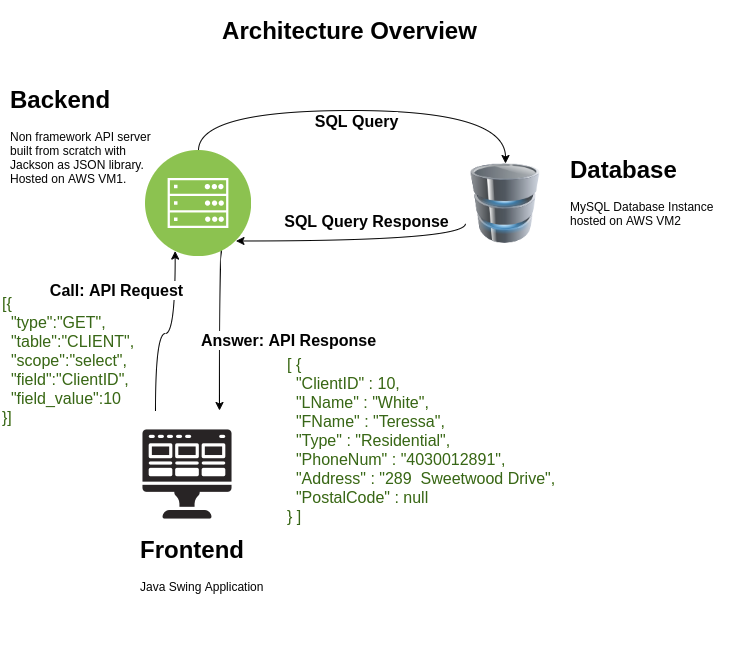 Architecture Overview
Backend
Non framework API server
built from scratch with
Jackson as JSON library.
Hosted on AWS VM1.
SQL Query
Database
MySQL Database Instance
hosted on AWS VM2
SQL Query Response
Call: API Request
[{
"type":"GET",
"table":"CLIENT",
"scope":"select",
"field":"ClientID",
"field_value":10
}]
Answer: API Response
[ {
"ClientID" : 10,
"LName" : "White",
"FName" : "Teressa",
"Type" : "Residential",
"PhoneNum" : "4030012891",
"Address" : "289  Sweetwood Drive",
"PostalCode" : null
} ]
Frontend
Java Swing Application